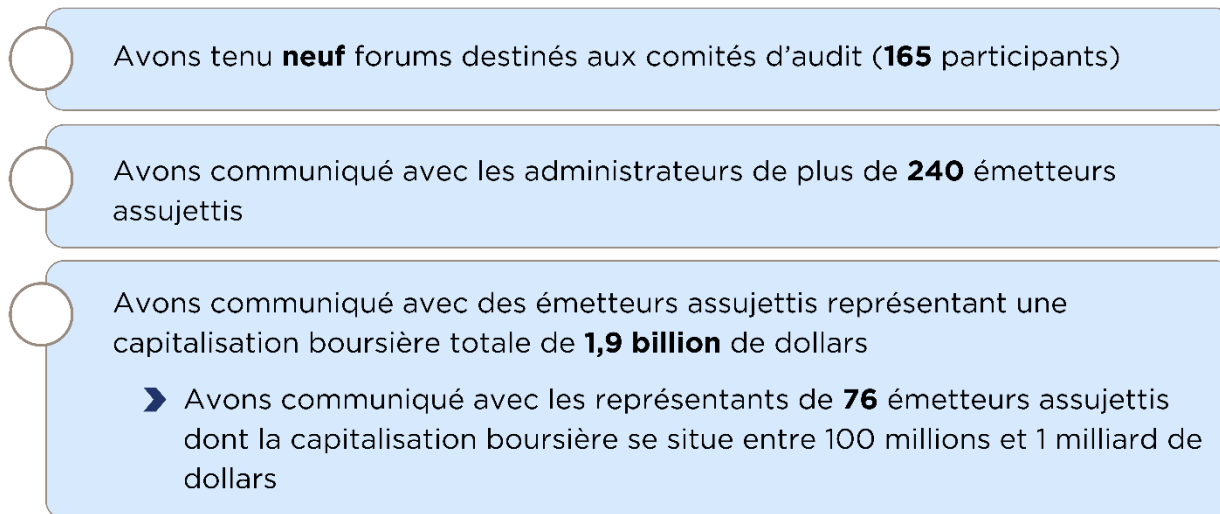 Avons tenu neuf forums destinés aux comités d’audit (165 participants)
Avons communiqué avec les administrateurs de plus de 240 émetteurs
assujettis
Avons communiqué avec des émetteurs assujettis représentant une
capitalisation boursière totale de 1,9 billion de dollars
Avons communiqué avec les représentants de 76 émetteurs assujettis
dont la capitalisation boursière se situe entre 100 millions et 1 milliard de
dollars